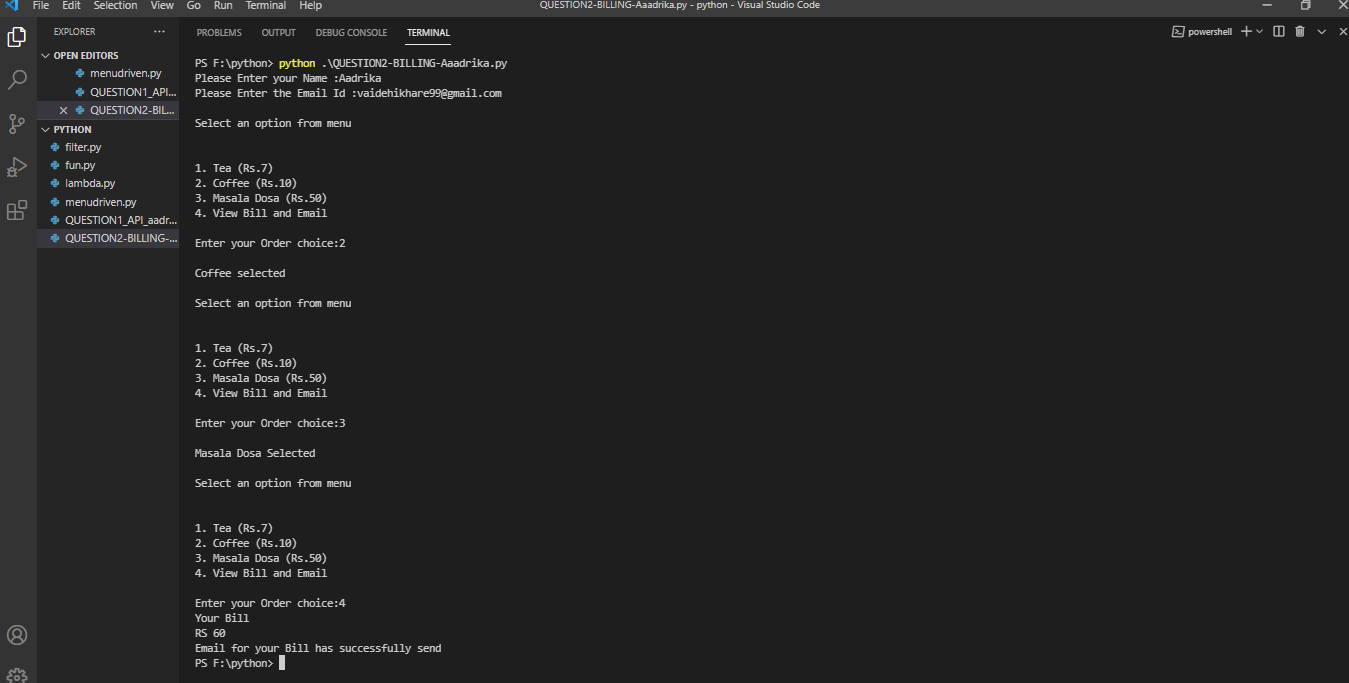 File Edit Selection View Go Run Terminal Help QUESTION2-BILLING-Aaadrika.py - python - Visual Studio Code
EXPLORER ...
OPEN EDITORS
menudriven.py
QUESTION1_API...
QUESTION2-BIL...
PYTHON
filter.py
fun.py
lambda.py
menudriven.py
QUESTION1_API_aadr...
QUESTION2-BILLING-...
PROBLEMS OUTPUT DEBUG CONSOLE TERMINAL powershell
PS F:\python> python .\QUESTION2-BILLING-Aaadrika.py
Please Enter your Name :Aadrika
Please Enter the Email Id :vaidehikhare99@gmail.com
Select an option from menu
1. Tea (Rs.7)
2. Coffee (Rs.10)
3. Masala Dosa (Rs.50)
4. View Bill and Email
Enter your Order choice:2
Coffee selected
Select an option from menu
1. Tea (Rs.7)
2. Coffee (Rs.10)
3. Masala Dosa (Rs.50)
4. View Bill and Email
Enter your Order choice:3
Masala Dosa Selected
Select an option from menu
1. Tea (Rs.7)
2. Coffee (Rs.10)
3. Masala Dosa (Rs.50)
4. View Bill and Email
Enter your Order choice:4
Your Bill
RS 60
Email for your Bill has successfully send
PS F:\python>